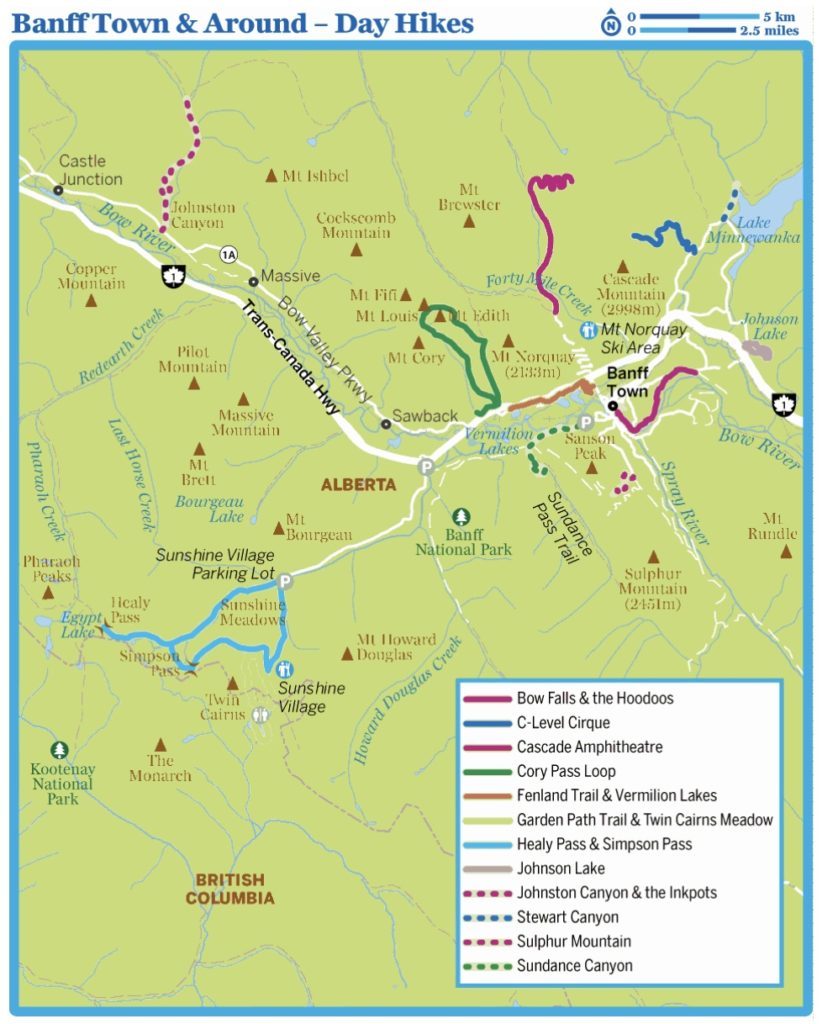 Banff Town & Around – Day Hikes
N
0 5 km
0 2.5 miles
Castle
Junction
Mt Ishbel
Johnston
Canyon
Bow River
Mt
Brewster
Cockscomb
Mountain
Lake
Minnewanka
1A
1
Massive
Copper
Mountain
Forty Mile Creek
Cascade
Mountain
(2998m)
Mt Fifi
Mt Louis
Mt Edith
Mt Cory
Mt Norquay
(2133m)
Mt Norquay
Ski Area
Johnson
Lake
Redearth Creek
Trans-Canada Hwy
Bow Valley Pkwy
Pilot
Mountain
Massive
Mountain
Banff
Town
1
Sawback
Vermilion
Lakes
P
Sanson
Peak
Bow River
Pharaoh Creek
Last Horse Creek
Mt
Brett
P
ALBERTA
Bourgeau
Lake
Sundance
Pass Trail
Spray River
Banff
National Park
Mt
Bourgeau
Mt
Rundle
Sunshine Village
Parking Lot
P
Pharaoh
Peaks
Sulphur
Mountain
(2451m)
Healy
Pass
Sunshine
Meadows
Egypt
Lake
Simpson
Pass
Mt Howard
Douglas
Howard Douglas Creek
Sunshine
Village
Twin
Cairns
The
Monarch
Kootenay
National
Park
BRITISH
COLUMBIA
Bow Falls & the Hoodoos
C-Level Cirque
Cascade Amphitheatre
Cory Pass Loop
Fenland Trail & Vermilion Lakes
Garden Path Trail & Twin Cairns Meadow
Healy Pass & Simpson Pass
Johnson Lake
Johnston Canyon & the Inkpots
Stewart Canyon
Sulphur Mountain
Sundance Canyon